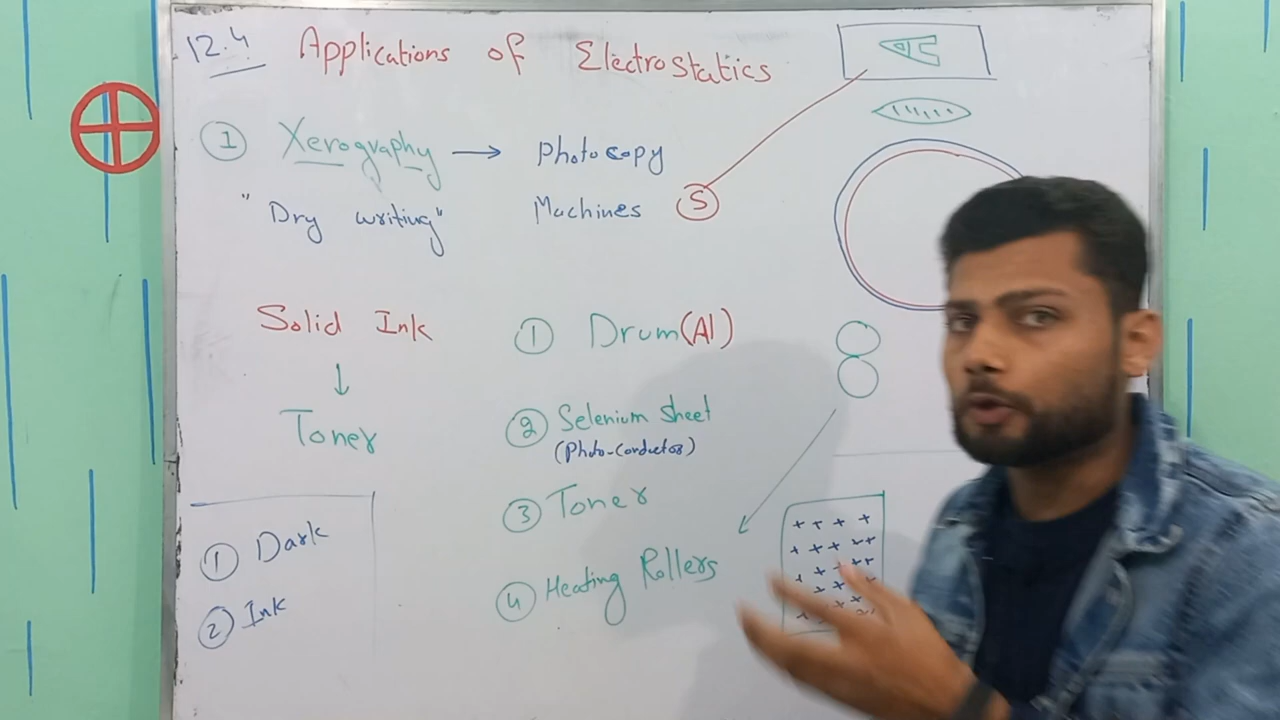 12.4 Applications of Electrostatics
① Xerography → Photocopy
"Dry writing" Machines ⑤
Solid Ink
↓
Toner
① Drum (Al)
② Selenium sheet
(Photo-conductor)
③ Toner
④ Heating Rollers
① Dark
② Ink
+ + + +
+ + + + +
+ + + +
+ + +